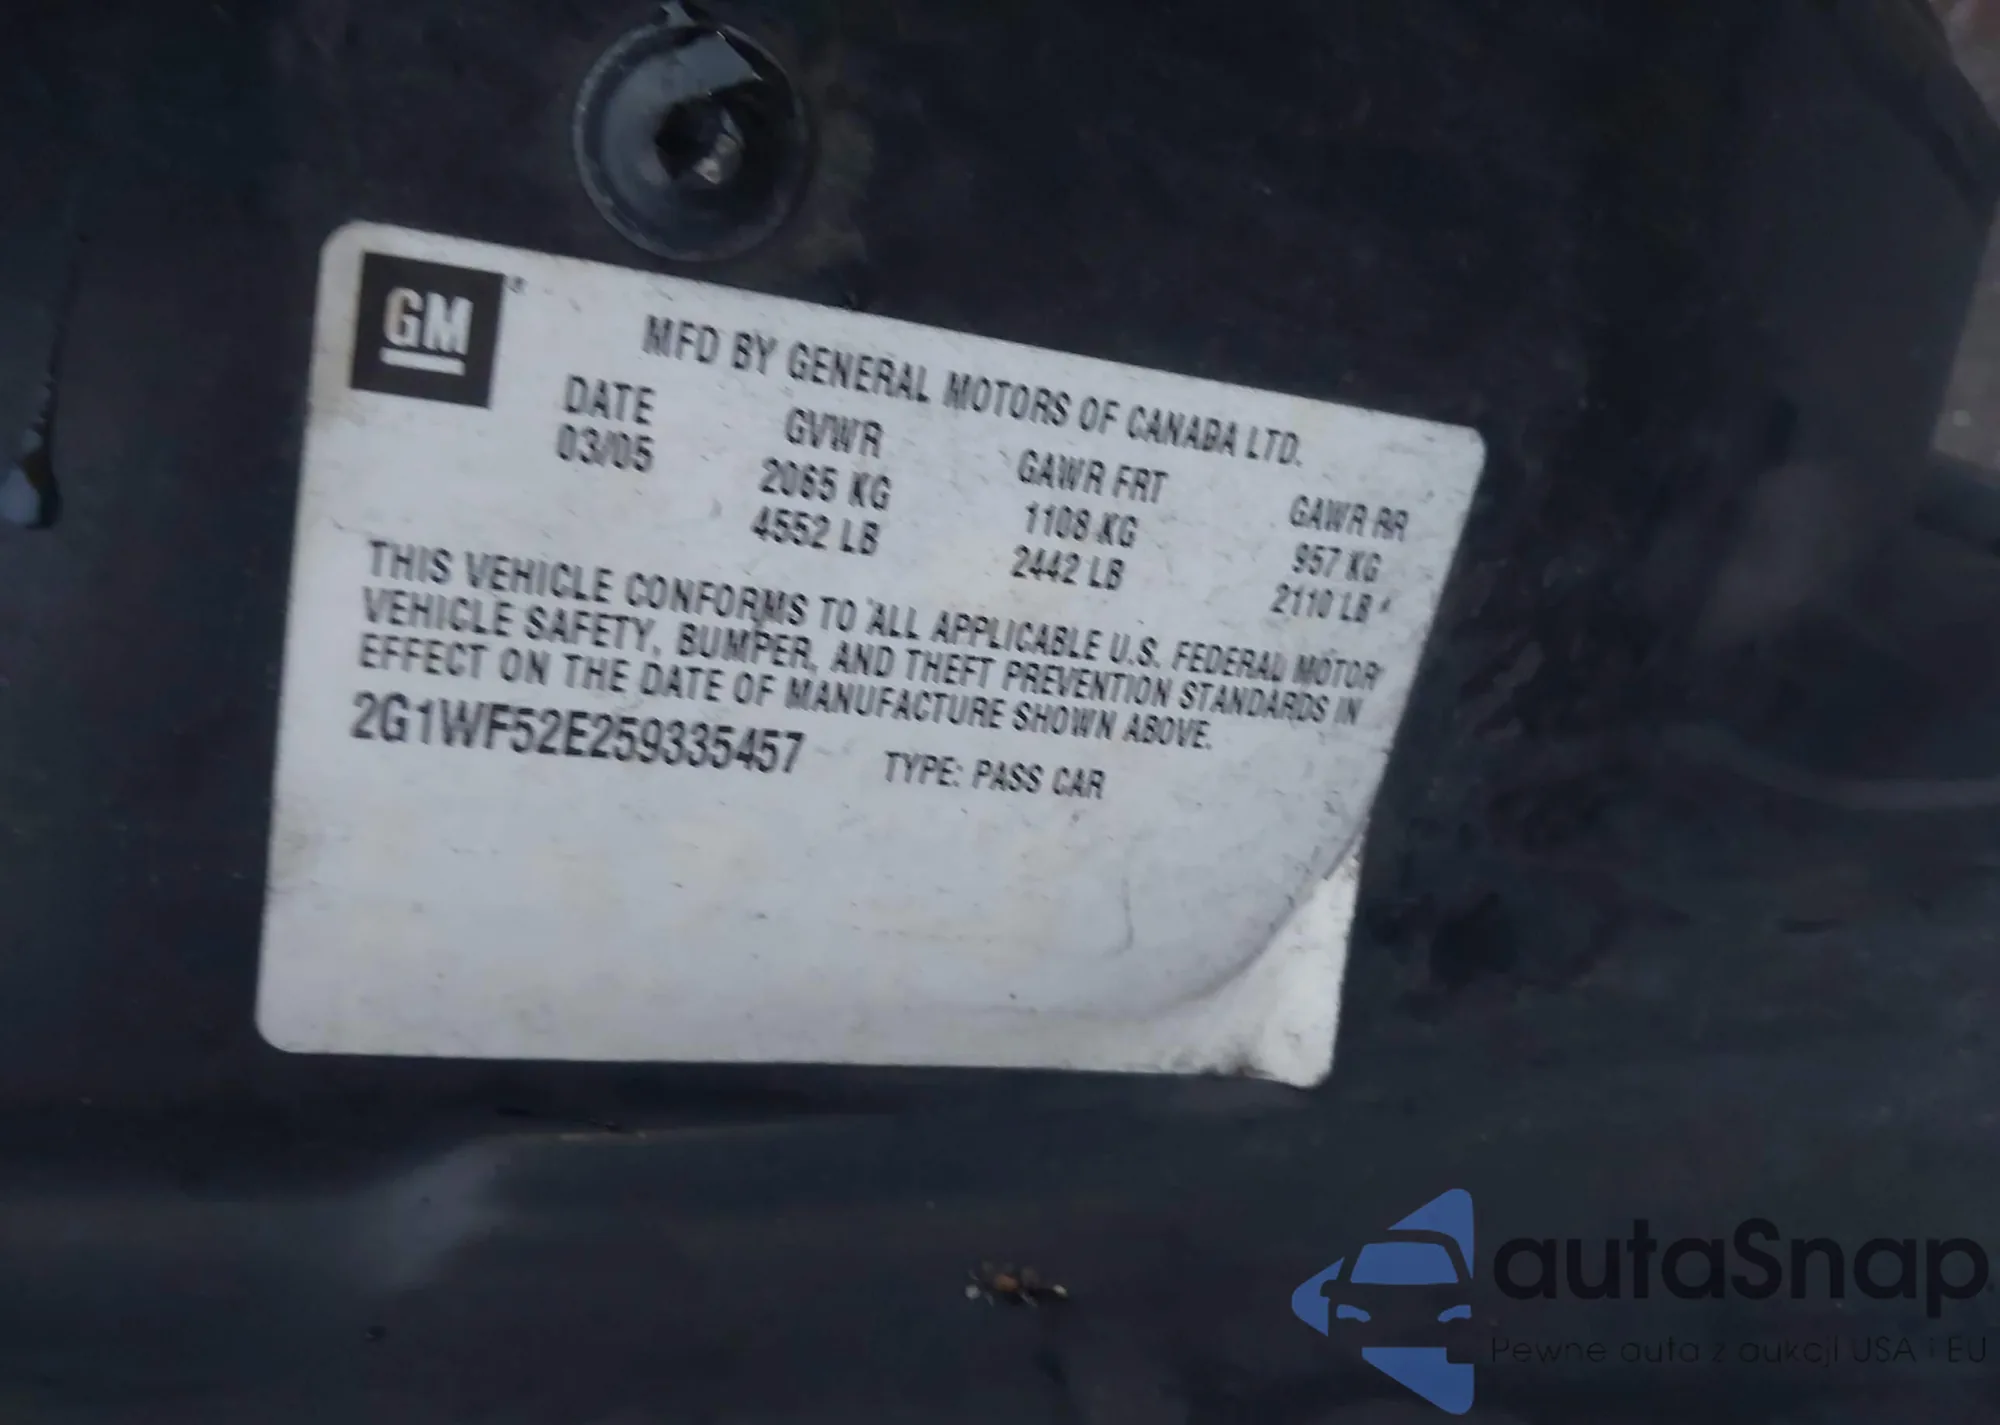 GM
MFD BY GENERAL MOTORS OF CANADA LTD.
DATE GVWR GAWR FRT GAWR RR
03/05 2065 KG 1108 KG 957 KG
4552 LB 2442 LB 2110 LB
THIS VEHICLE CONFORMS TO ALL APPLICABLE U.S. FEDERAL MOTOR
VEHICLE SAFETY, BUMPER, AND THEFT PREVENTION STANDARDS IN
EFFECT ON THE DATE OF MANUFACTURE SHOWN ABOVE.
2G1WF52E259335457 TYPE: PASS CAR
autaSnap
Pewne auta z aukcji USA i EU